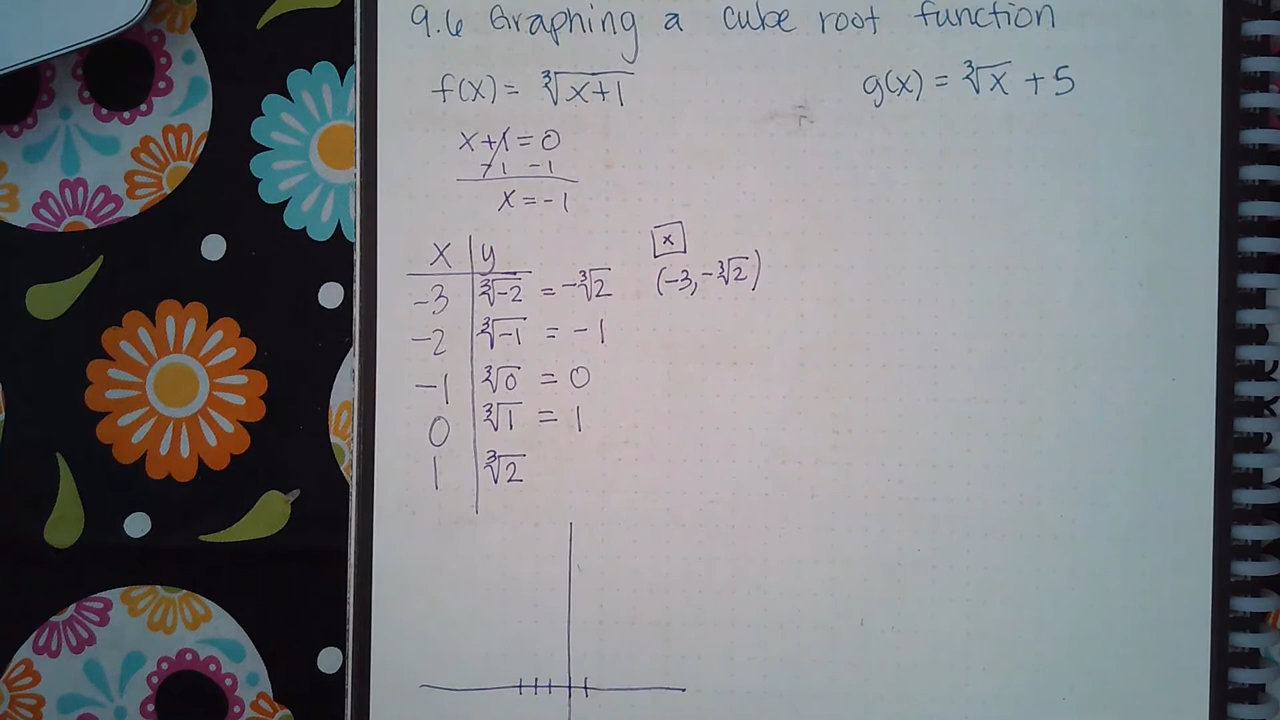 9.6 Graphing a cube root function
f(x) = ∛(x+1)
g(x) = ∛x + 5
x+1=0
-1 -1
x=-1
x y
-3 ∛-2 = -∛2
-2 ∛-1 = -1
-1 ∛0 = 0
0 ∛1 = 1
1 ∛2
x
(-3, -∛2)